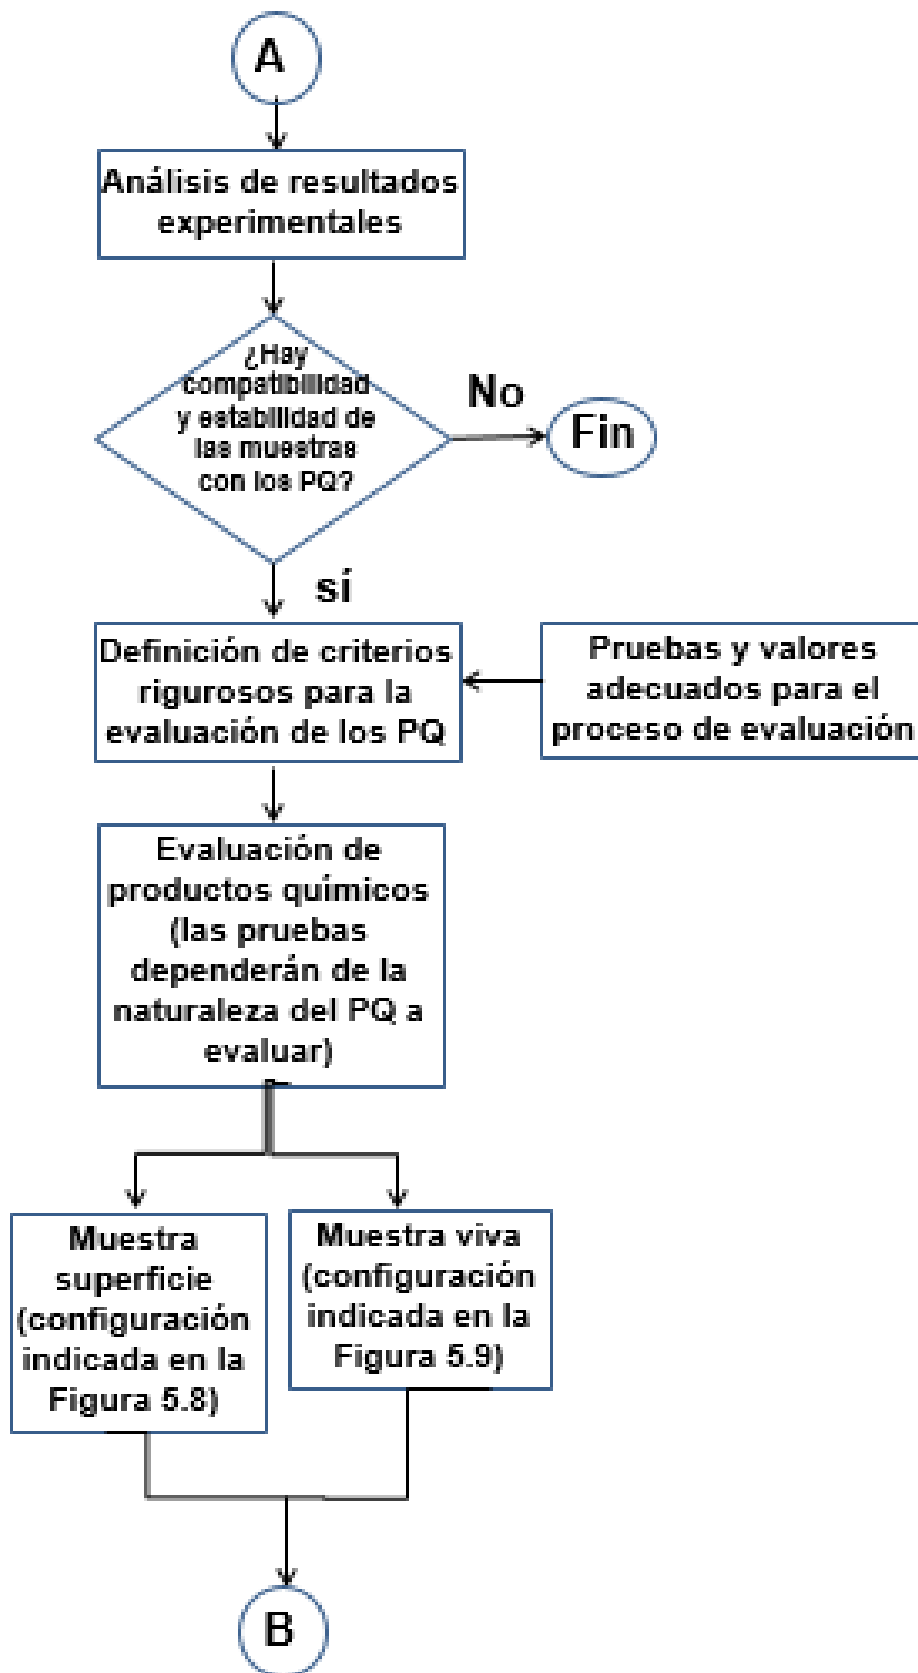 A
Análisis de resultados
experimentales
¿Hay
compatibilidad
y estabilidad de
las muestras
con los PQ?
No
Fin
sí
Definición de criterios
rigurosos para la
evaluación de los PQ
Pruebas y valores
adecuados para el
proceso de evaluación
Evaluación de
productos químicos
(las pruebas
dependerán de la
naturaleza del PQ a
evaluar)
Muestra
superficie
(configuración
indicada en la
Figura 5.8)
Muestra viva
(configuración
indicada en la
Figura 5.9)
B